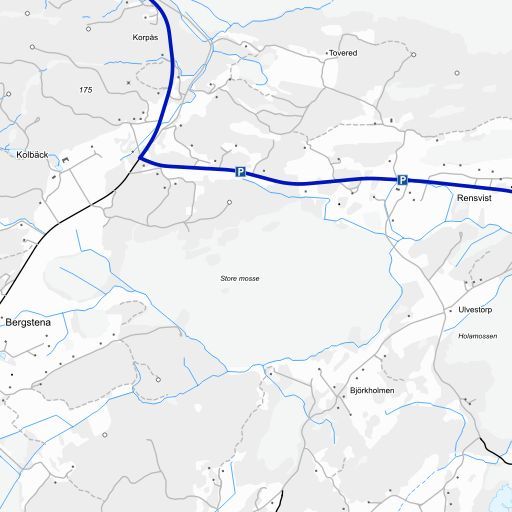 Korpås
Tovered
175
Kolbäck
P
P
Rensvist
Store mosse
Ulvestorp
Bergstena
Holamossen
Björkholmen